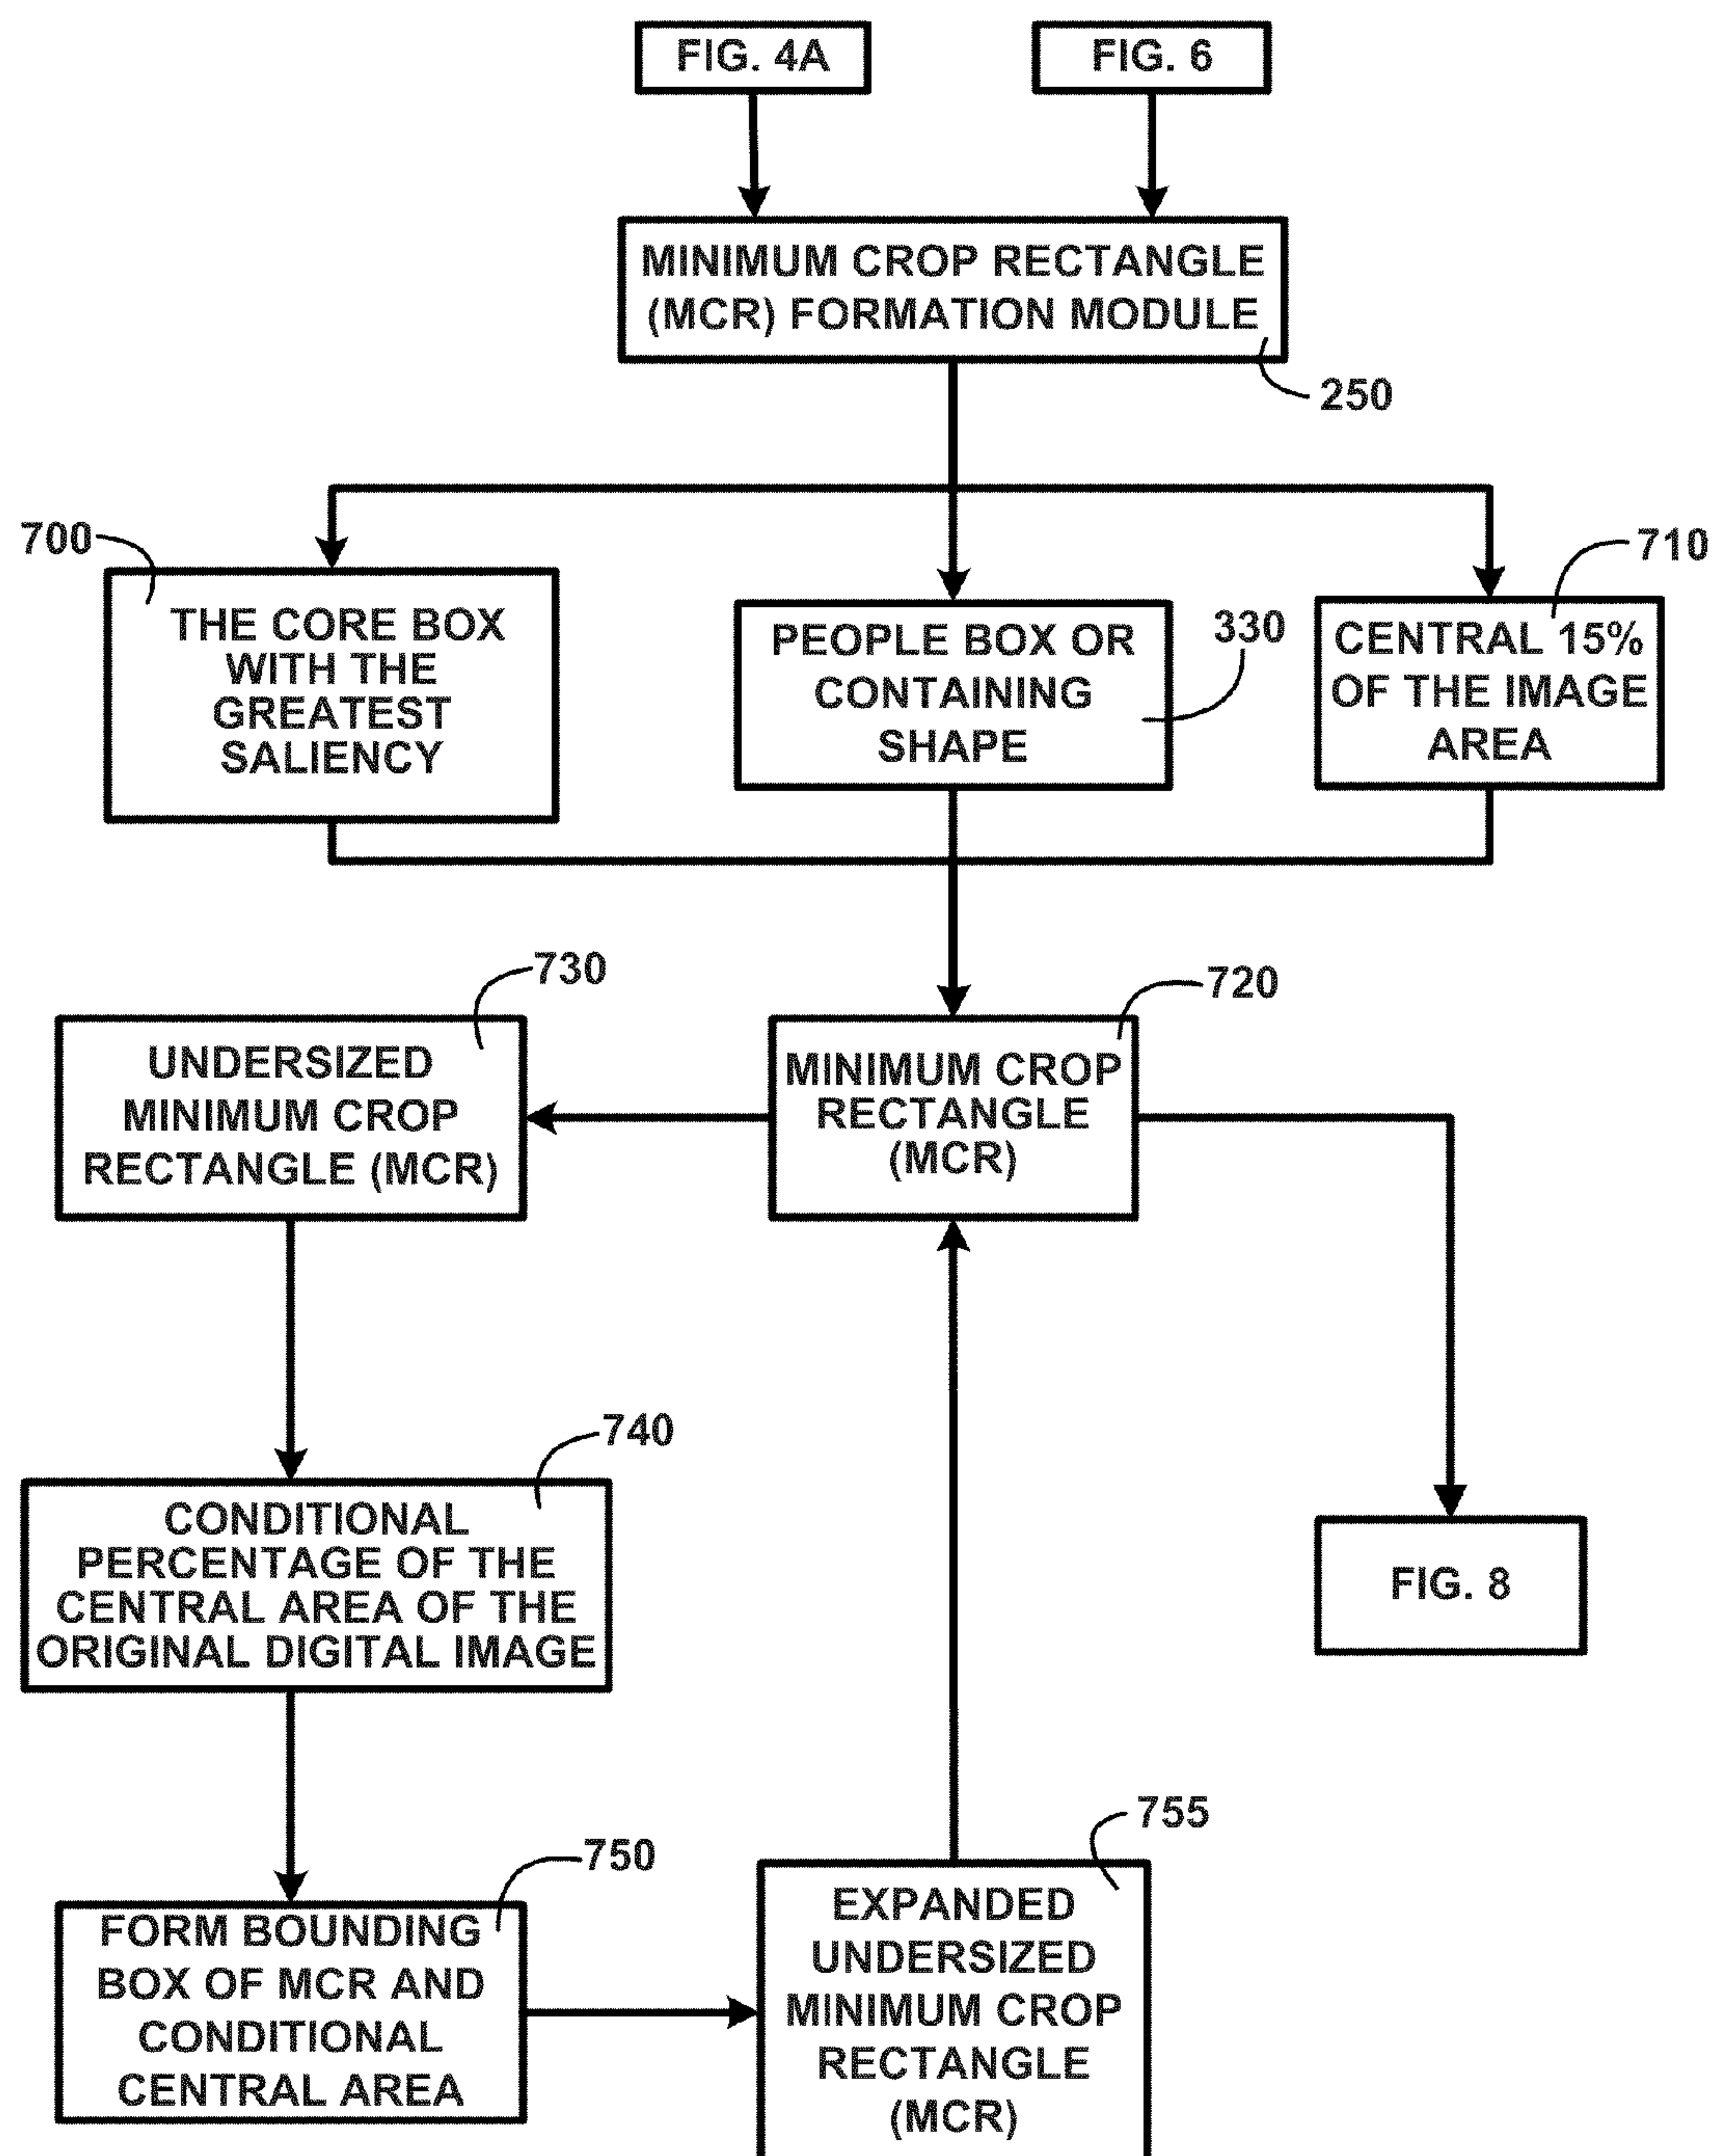 FIG. 4A
FIG. 6
MINIMUM CROP RECTANGLE
(MCR) FORMATION MODULE
250
700
THE CORE BOX
WITH THE
GREATEST
SALIENCY
PEOPLE BOX OR
CONTAINING
SHAPE
330
710
CENTRAL 15%
OF THE IMAGE
AREA
730
UNDERSIZED
MINIMUM CROP
RECTANGLE (MCR)
720
MINIMUM CROP
RECTANGLE
(MCR)
740
CONDITIONAL
PERCENTAGE OF THE
CENTRAL AREA OF THE
ORIGINAL DIGITAL IMAGE
FIG. 8
750
FORM BOUNDING
BOX OF MCR AND
CONDITIONAL
CENTRAL AREA
755
EXPANDED
UNDERSIZED
MINIMUM CROP
RECTANGLE
(MCR)